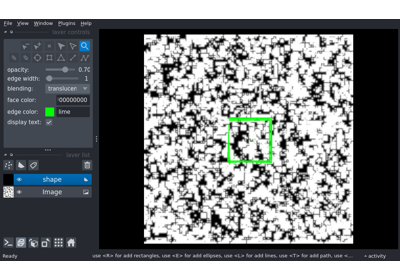 File View Window Plugins Help
layer controls
opacity: 0.70
edge width: 1
blending: translucen
face color: 00000000
edge color: lime
display text:
layer list
shape
Image
Ready
use <R> for add rectangles, use <E> for add ellipses, use <L> for add lines, use <T> for add path, use <...
activity